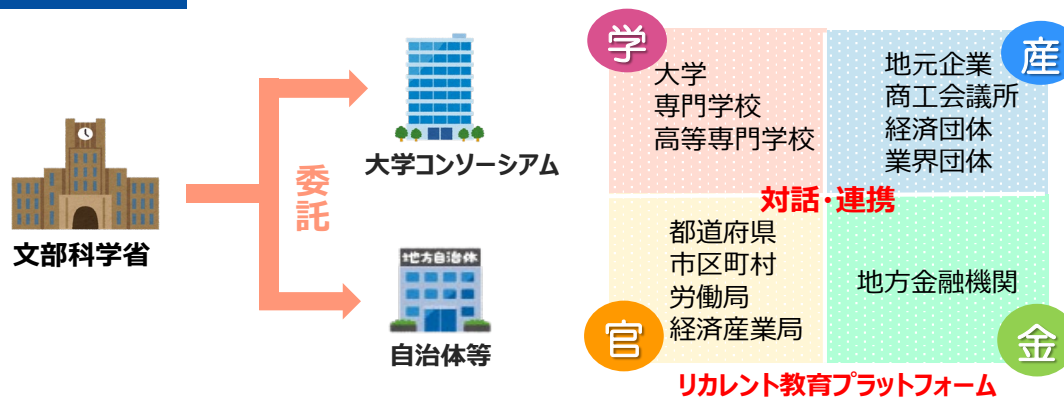 文部科学省
委託
大学コンソーシアム
地方自治体
自治体等
学
大学
専門学校
高等専門学校
産
地元企業
商工会議所
経済団体
業界団体
対話・連携
官
都道府県
市区町村
労働局
経済産業局
金
地方金融機関
リカレント教育プラットフォーム